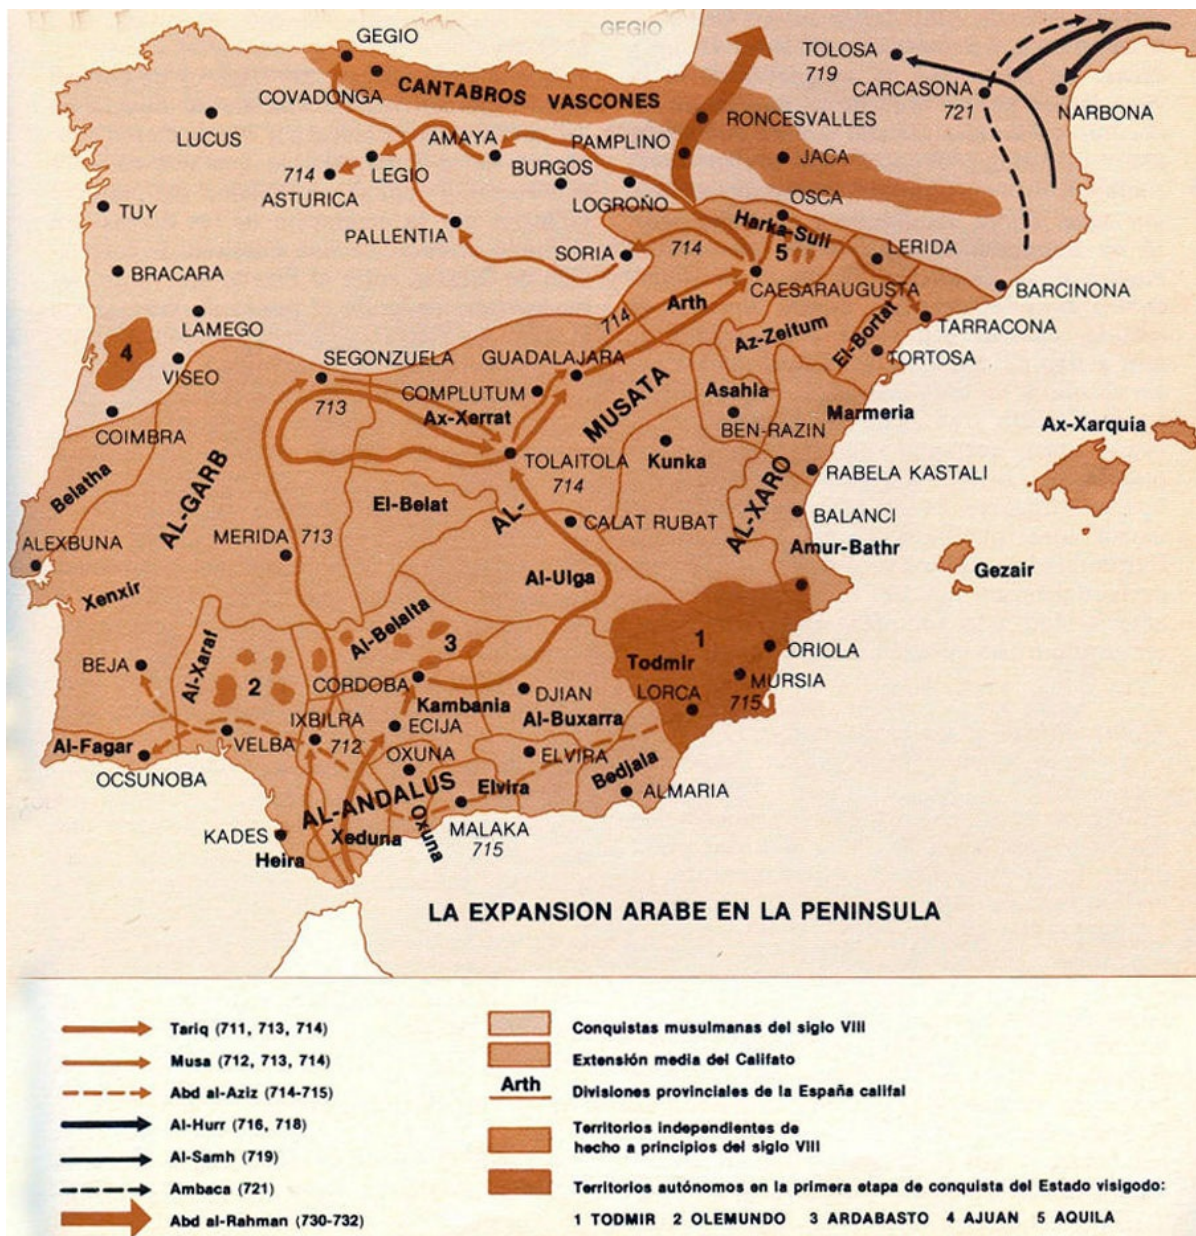 GEGIO
GEGIO
TOLOSA
719
CARCASONA
721
NARBONA
COVADONGA
CANTABROS VASCONES
LUCUS
AMAYA
PAMPLINO
RONCESVALLES
JACA
714
ASTURICA
LEGIO
BURGOS
LOGROÑO
OSCA
TUY
PALLENTIA
SORIA
714
Harka-Suli
5
LERIDA
BRACARA
CAESARAUGUSTA
BARCINONA
LAMEGO
Arth
714
TARRACONA
4
VISEO
SEGONZUELA
713
GUADALAJARA
Az-Zeitum
El-Bortat
TORTOSA
COMPLUTUM
Ax-Xerrat
AL-MUSATA
Asahla
BEN-RAZIN
Marmeria
Ax-Xarquía
COIMBRA
Belatha
AL-GARB
TOLAITOLA
714
Kunka
RABELA KASTALI
El-Belat
AL-XARO
BALANCI
ALEXBUNA
MERIDA
713
CALAT RUBAT
Amur-Bathr
Gezair
Xenxir
Al-Ulga
Al-Belalta
3
1
Todmir
ORIOLA
BEJA
Al-Xaraf
2
CORDOBA
Kambania
DJIAN
LORCA
MURSIA
715
IXBILRA
712
ECIJA
Al-Buxarra
Al-Fagar
VELBA
OCSUNOBA
OXUNA
ELVIRA
Bedjala
AL-ANDALUS
Elvira
ALMARIA
KADES
Xeduna
Oxuna
MALAKA
715
Heira
LA EXPANSION ARABE EN LA PENINSULA
Tariq (711, 713, 714)
Musa (712, 713, 714)
Abd al-Aziz (714-715)
Al-Hurr (716, 718)
Al-Samh (719)
Ambaca (721)
Abd al-Rahman (730-732)
Conquistas musulmanas del siglo VIII
Extensión media del Califato
Arth
Divisiones provinciales de la España califal
Territorios independientes de
hecho a principios del siglo VIII
Territorios autónomos en la primera etapa de conquista del Estado visigodo:
1 TODMIR 2 OLEMUNDO 3 ARDABASTO 4 AJUAN 5 AQUILA